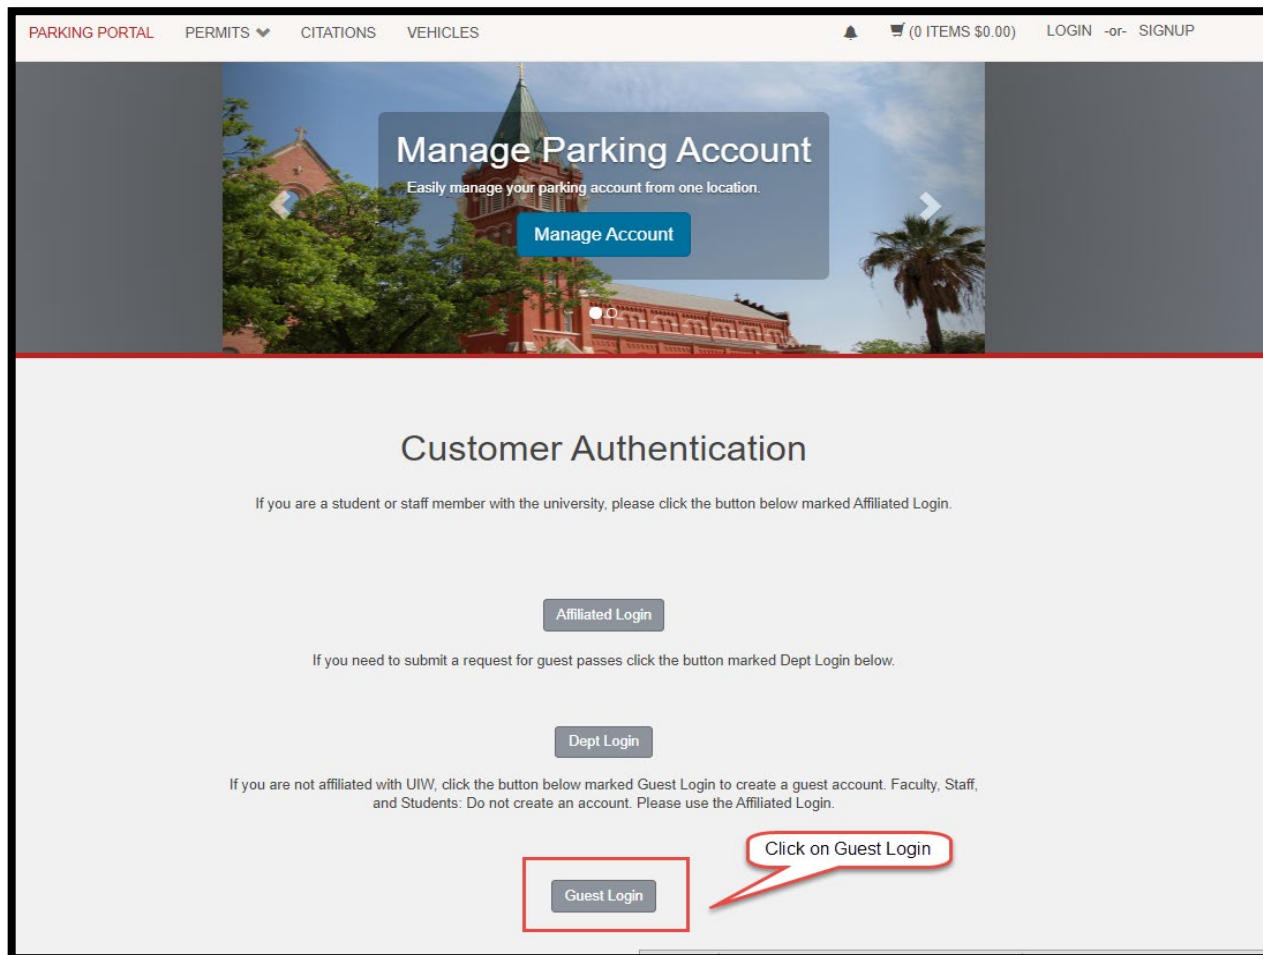 PARKING PORTAL PERMITS CITATIONS VEHICLES (0 ITEMS $0.00) LOGIN -or- SIGNUP
Manage Parking Account
Easily manage your parking account from one location.
Manage Account
Customer Authentication
If you are a student or staff member with the university, please click the button below marked Affiliated Login.
Affiliated Login
If you need to submit a request for guest passes click the button marked Dept Login below.
Dept Login
If you are not affiliated with UIW, click the button below marked Guest Login to create a guest account. Faculty, Staff,
and Students: Do not create an account. Please use the Affiliated Login.
Click on Guest Login
Guest Login